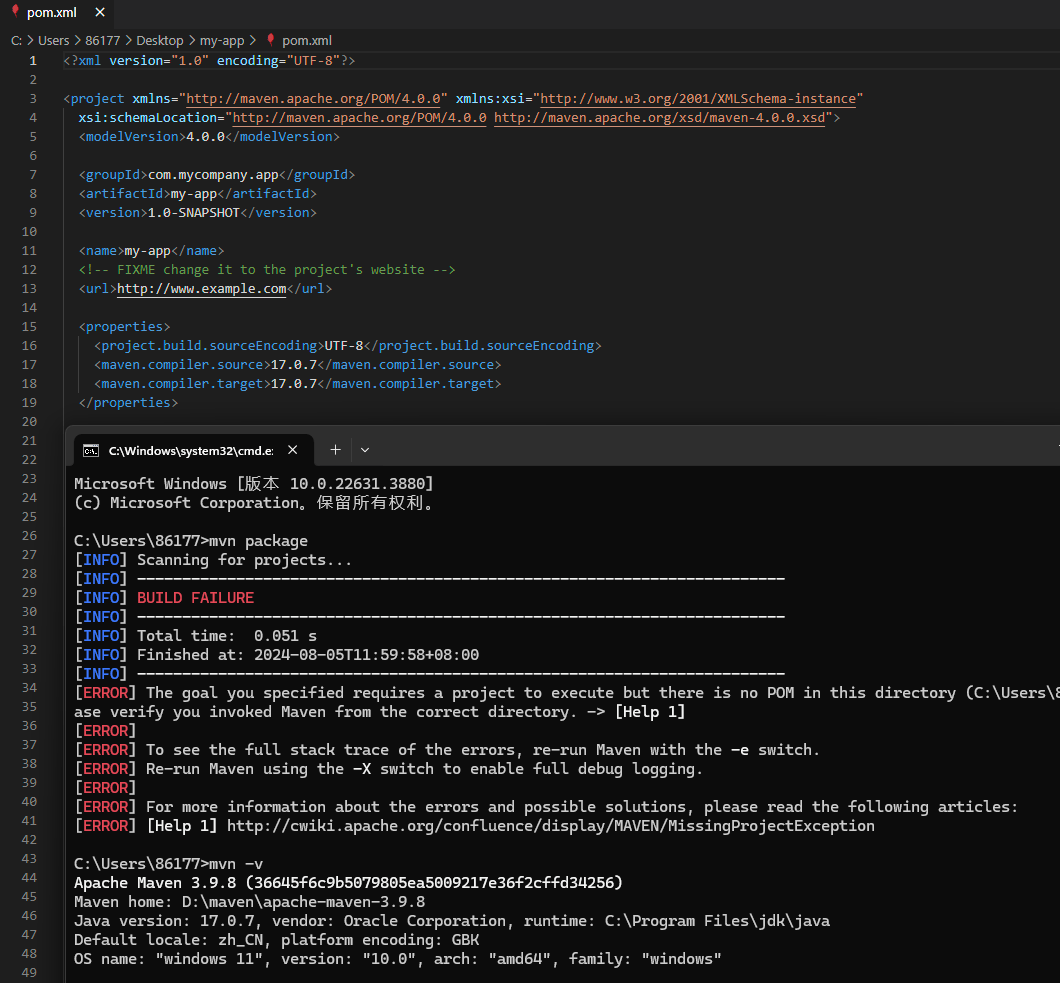 pom.xml ×
C: > Users > 86177 > Desktop > my-app > pom.xml
1 <?xml version="1.0" encoding="UTF-8"?>
2
3 <project xmlns="http://maven.apache.org/POM/4.0.0" xmlns:xsi="http://www.w3.org/2001/XMLSchema-instance"
4 xsi:schemaLocation="http://maven.apache.org/POM/4.0.0 http://maven.apache.org/xsd/maven-4.0.0.xsd">
5 <modelVersion>4.0.0</modelVersion>
6
7 <groupId>com.mycompany.app</groupId>
8 <artifactId>my-app</artifactId>
9 <version>1.0-SNAPSHOT</version>
10
11 <name>my-app</name>
12 <!-- FIXME change it to the project's website -->
13 <url>http://www.example.com</url>
14
15 <properties>
16 <project.build.sourceEncoding>UTF-8</project.build.sourceEncoding>
17 <maven.compiler.source>17.0.7</maven.compiler.source>
18 <maven.compiler.target>17.0.7</maven.compiler.target>
19 </properties>
20
21
22
23
24
25
26
27
28
29
30
31
32
33
34
35
36
37
38
39
40
41
42
43
44
45
46
47
48
49
C:\Windows\system32\cmd.e: × +
Microsoft Windows [版本 10.0.22631.3880]
(c) Microsoft Corporation。保留所有权利。
C:\Users\86177>mvn package
[INFO] Scanning for projects...
[INFO] ------------------------------------------------------------------------
[INFO] BUILD FAILURE
[INFO] ------------------------------------------------------------------------
[INFO] Total time:  0.051 s
[INFO] Finished at: 2024-08-05T11:59:58+08:00
[INFO] ------------------------------------------------------------------------
[ERROR] The goal you specified requires a project to execute but there is no POM in this directory (C:\Users\8
ase verify you invoked Maven from the correct directory. -> [Help 1]
[ERROR]
[ERROR] To see the full stack trace of the errors, re-run Maven with the -e switch.
[ERROR] Re-run Maven using the -X switch to enable full debug logging.
[ERROR]
[ERROR] For more information about the errors and possible solutions, please read the following articles:
[ERROR] [Help 1] http://cwiki.apache.org/confluence/display/MAVEN/MissingProjectException
C:\Users\86177>mvn -v
Apache Maven 3.9.8 (36645f6c9b5079805ea5009217e36f2cffd34256)
Maven home: D:\maven\apache-maven-3.9.8
Java version: 17.0.7, vendor: Oracle Corporation, runtime: C:\Program Files\jdk\java
Default locale: zh_CN, platform encoding: GBK
OS name: "windows 11", version: "10.0", arch: "amd64", family: "windows"